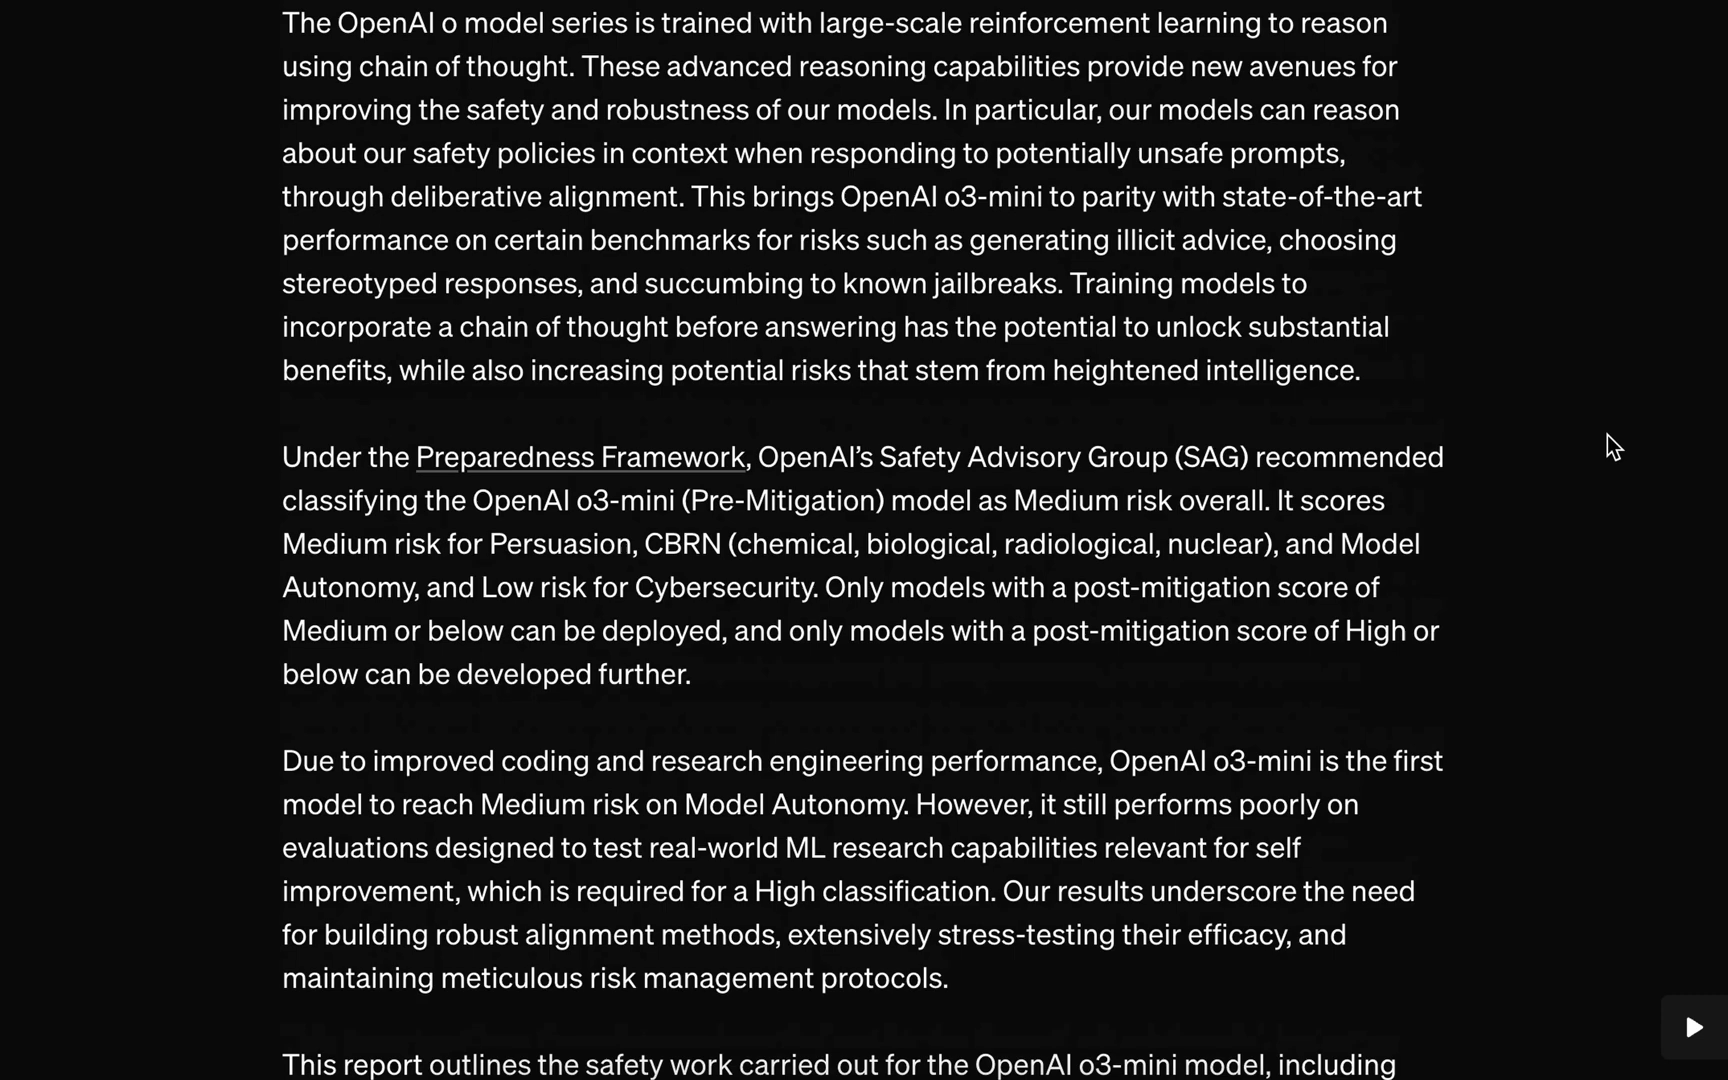 The OpenAI o model series is trained with large-scale reinforcement learning to reason
using chain of thought. These advanced reasoning capabilities provide new avenues for
improving the safety and robustness of our models. In particular, our models can reason
about our safety policies in context when responding to potentially unsafe prompts,
through deliberative alignment. This brings OpenAI o3-mini to parity with state-of-the-art
performance on certain benchmarks for risks such as generating illicit advice, choosing
stereotyped responses, and succumbing to known jailbreaks. Training models to
incorporate a chain of thought before answering has the potential to unlock substantial
benefits, while also increasing potential risks that stem from heightened intelligence.
Under the Preparedness Framework, OpenAI’s Safety Advisory Group (SAG) recommended
classifying the OpenAI o3-mini (Pre-Mitigation) model as Medium risk overall. It scores
Medium risk for Persuasion, CBRN (chemical, biological, radiological, nuclear), and Model
Autonomy, and Low risk for Cybersecurity. Only models with a post-mitigation score of
Medium or below can be deployed, and only models with a post-mitigation score of High or
below can be developed further.
Due to improved coding and research engineering performance, OpenAI o3-mini is the first
model to reach Medium risk on Model Autonomy. However, it still performs poorly on
evaluations designed to test real-world ML research capabilities relevant for self
improvement, which is required for a High classification. Our results underscore the need
for building robust alignment methods, extensively stress-testing their efficacy, and
maintaining meticulous risk management protocols.
This report outlines the safety work carried out for the OpenAI o3-mini model, including